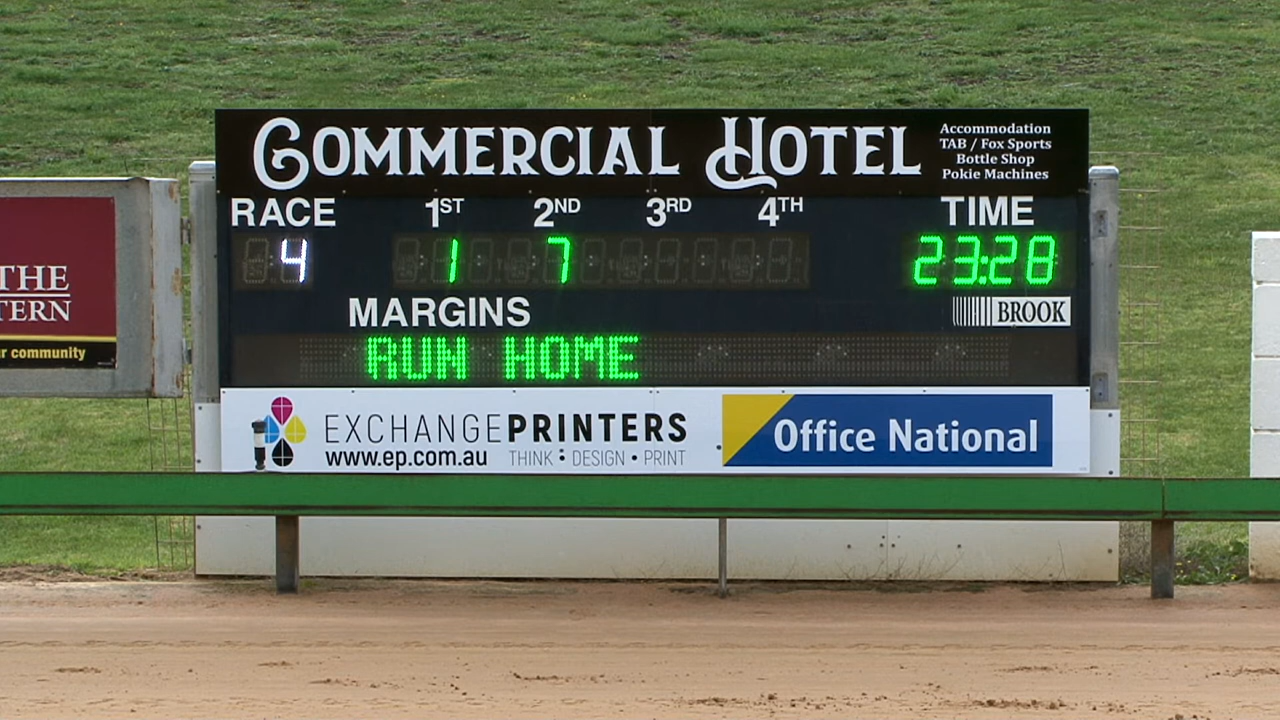 COMMERCIAL HOTEL
Accommodation
TAB / Fox Sports
Bottle Shop
Pokie Machines
RACE 1ST 2ND 3RD 4TH TIME
4 1 7 23:28
MARGINS
BROOK
RUN HOME
THE
TERN
r community
EXCHANGEPRINTERS
www.ep.com.au THINK : DESIGN • PRINT
Office National